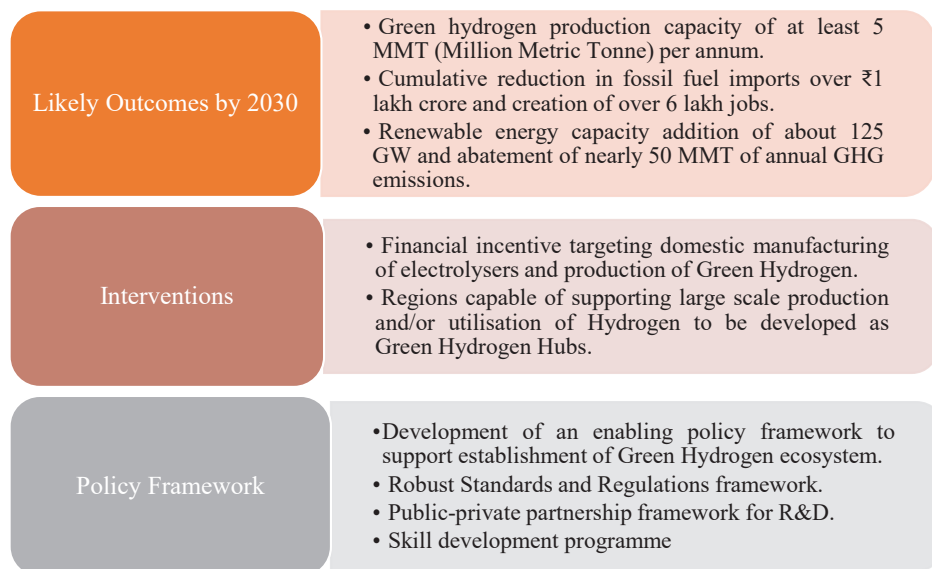 Likely Outcomes by 2030
• Green hydrogen production capacity of at least 5
MMT (Million Metric Tonne) per annum.
• Cumulative reduction in fossil fuel imports over ₹1
lakh crore and creation of over 6 lakh jobs.
• Renewable energy capacity addition of about 125
GW and abatement of nearly 50 MMT of annual GHG
emissions.
Interventions
• Financial incentive targeting domestic manufacturing
of electrolysers and production of Green Hydrogen.
• Regions capable of supporting large scale production
and/or utilisation of Hydrogen to be developed as
Green Hydrogen Hubs.
Policy Framework
•Development of an enabling policy framework to
support establishment of Green Hydrogen ecosystem.
• Robust Standards and Regulations framework.
• Public-private partnership framework for R&D.
• Skill development programme